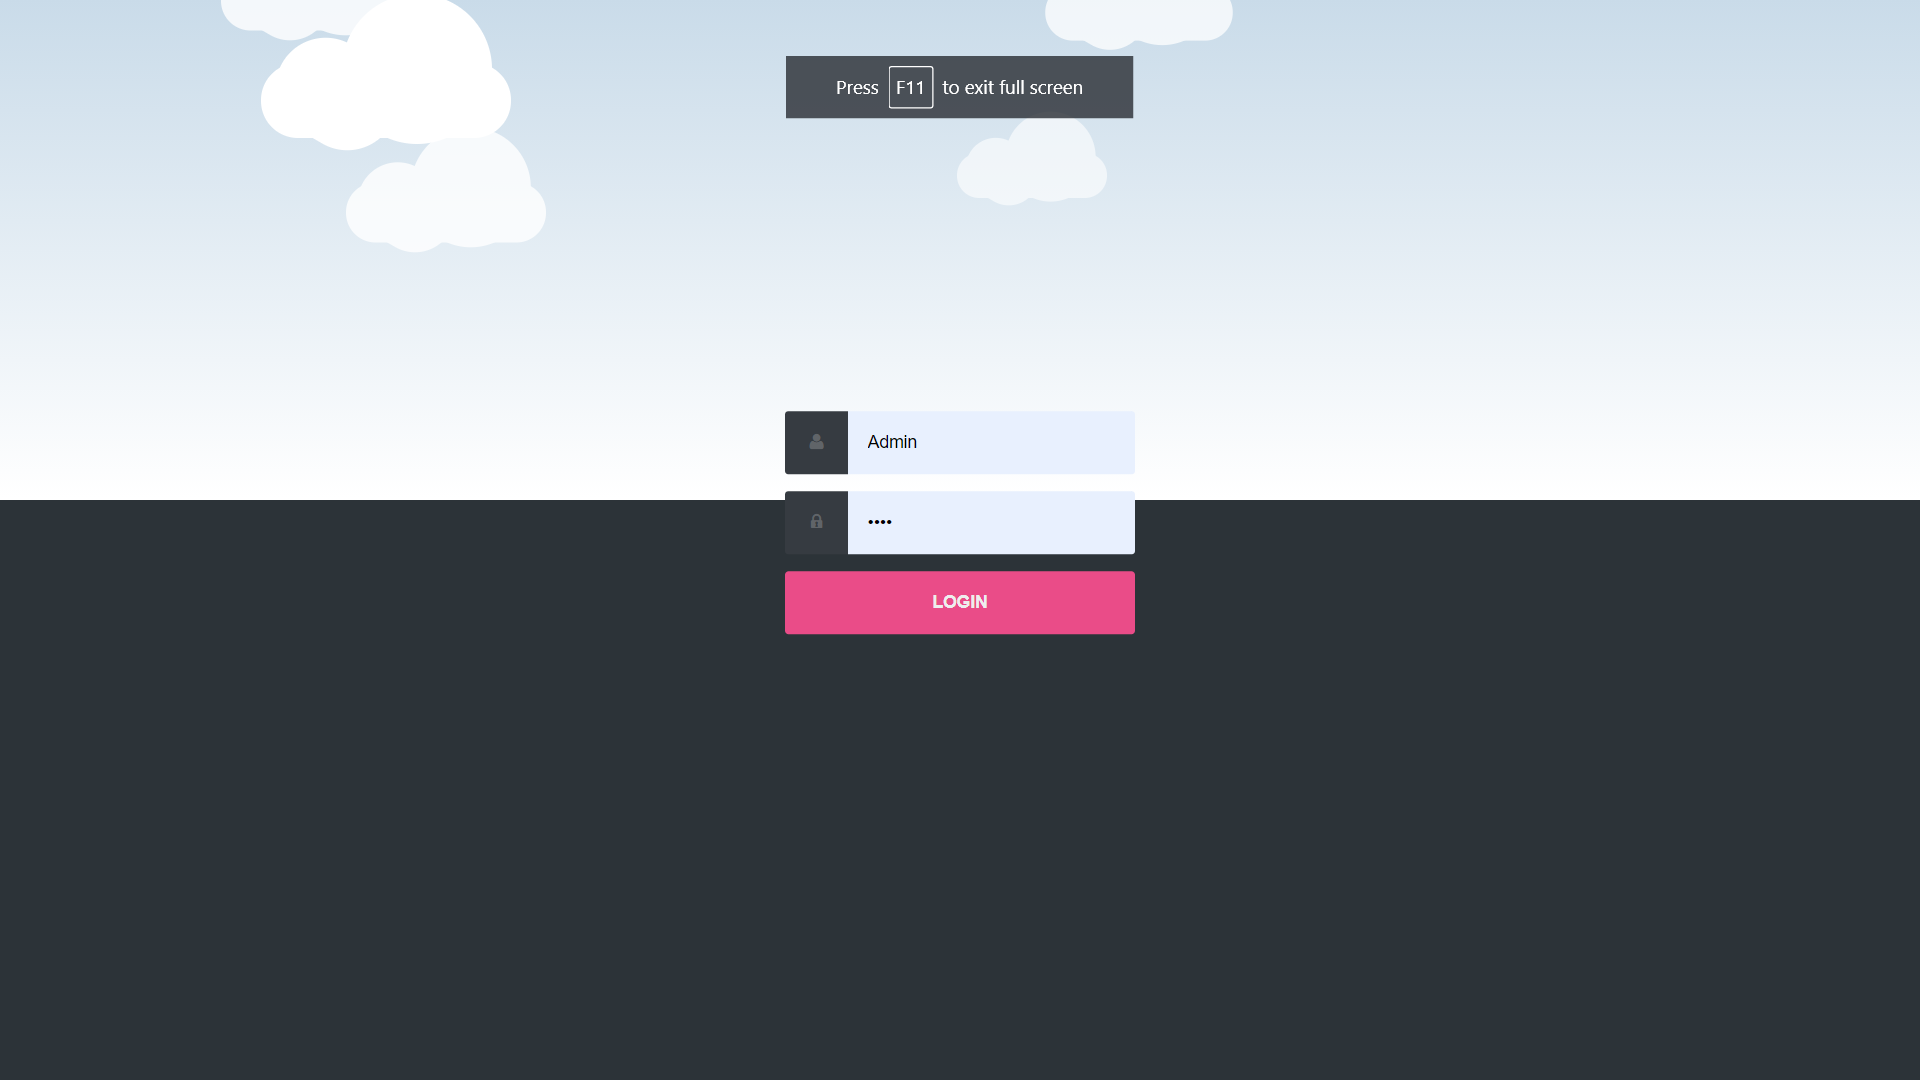 Press F11 to exit full screen
Admin
••••
LOGIN